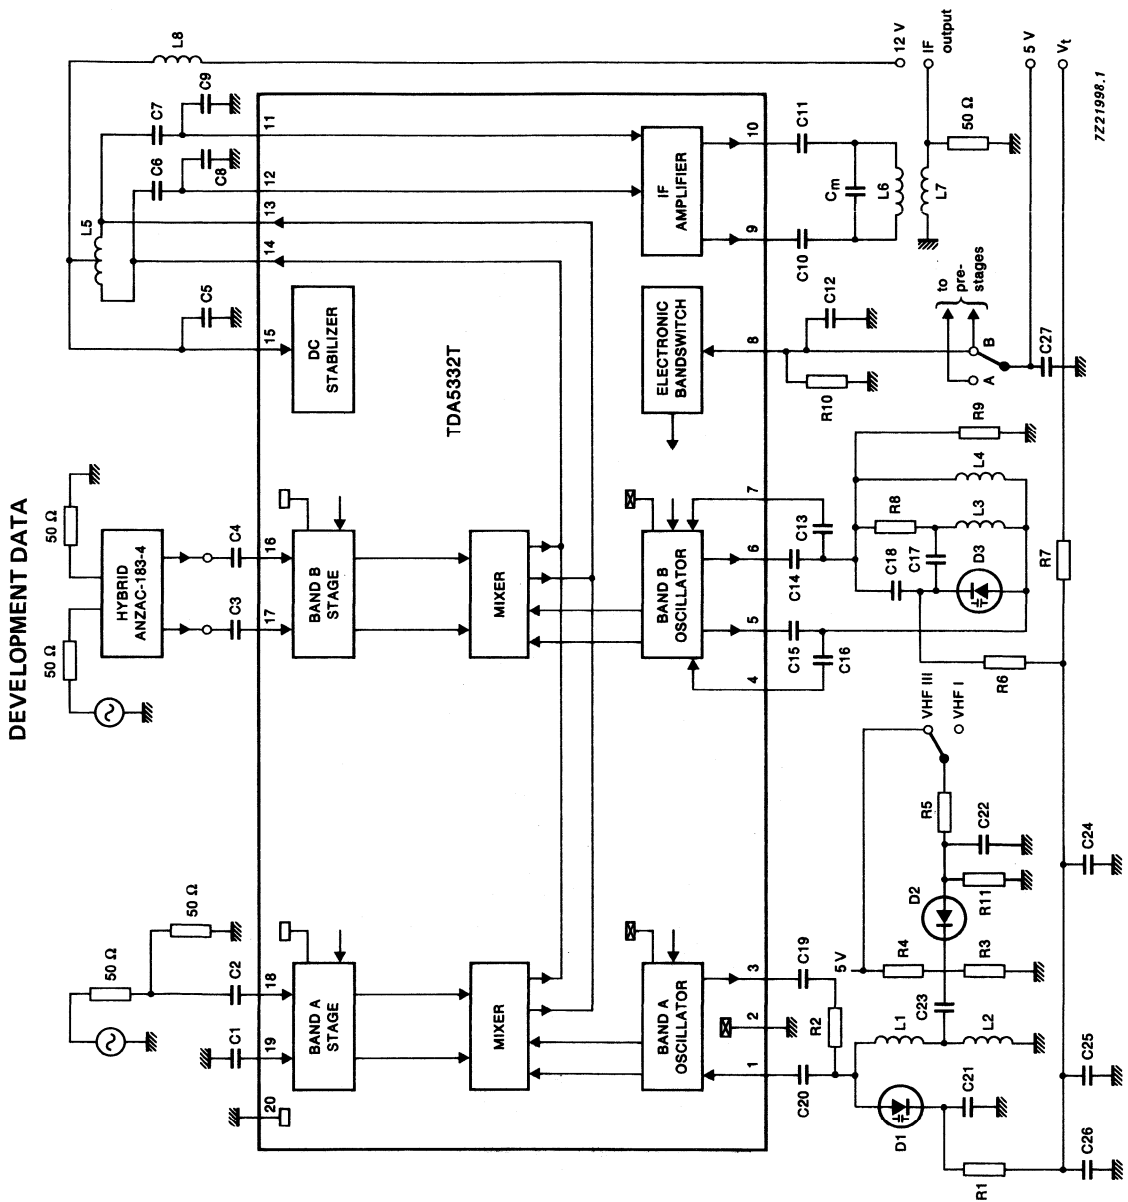 DEVELOPMENT DATA
50 Ω
50 Ω
HYBRID
ANZAC-183-4
50 Ω
50 Ω
L8
C9
C7
C6
C8
L5
C5
C4
C3
C2
C1
11
12
13
14
15
16
17
18
19
20
DC
STABILIZER
BAND B
STAGE
BAND A
STAGE
TDA5332T
MIXER
MIXER
IF
AMPLIFIER
ELECTRONIC
BANDSWITCH
BAND B
OSCILLATOR
BAND A
OSCILLATOR
10
9
8
7
6
5
4
3
2
1
C11
C10
Cm
L6
L7
50 Ω
12 V
IF
output
5 V
Vt
C12
R10
to
pre-
stages
B
A
C27
C13
C14
C15
C16
R9
L4
R8
L3
C18
C17
D3
R7
R6
VHF III
VHF I
R5
C22
D2
R11
C24
5 V
R4
R3
C19
C23
R2
L1
L2
C20
C25
C21
D1
R1
C26
7Z21998.1